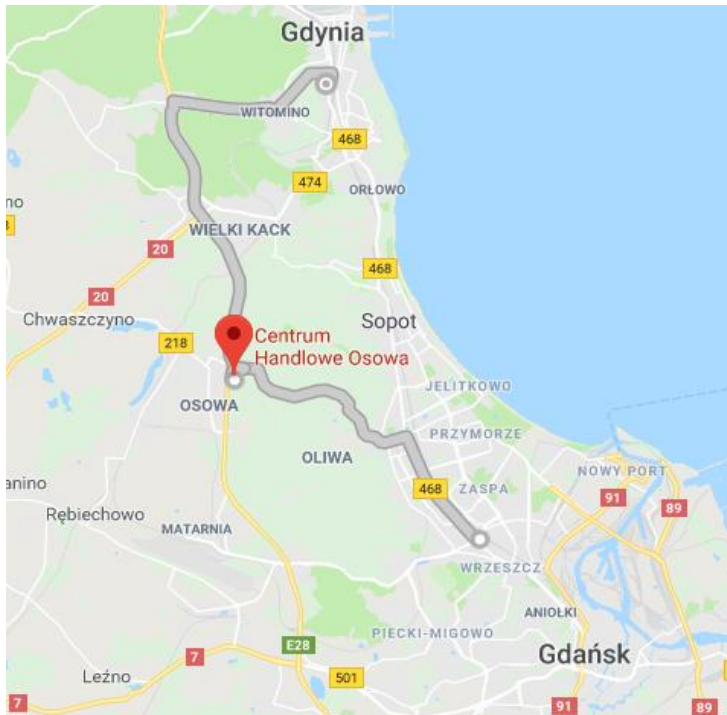 Gdynia
WITOMINO
468
474
ORŁOWO
no
WIELKI KACK
20
468
20
Chwaszczyno
Sopot
218
Centrum
Handlowe Osowa
JELITKOWO
OSOWA
PRZYMORZE
OLIWA
NOWY PORT
anino
468
ZASPA
91
89
Rębiechowo
MATARNIA
WRZESZCZ
ANIOŁKI
PIECKI-MIGOWO
E28
Gdańsk
7
Leźno
501
7
91
89